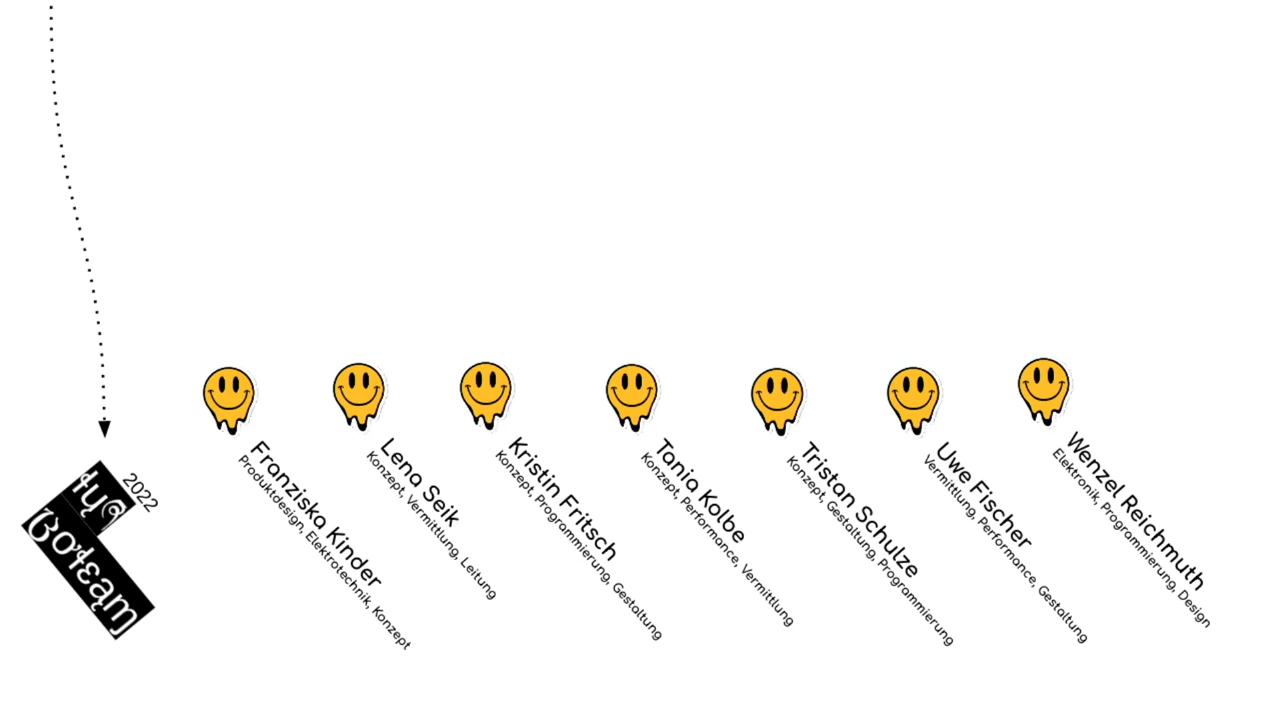 2022
Franziska Kinder
Produktdesign, Elektrotechnik, Konzept
Lena Seik
Konzept, Vermittlung, Leitung
Kristin Fritsch
Konzept, Programmierung, Gestaltung
Tania Kolbe
Konzept, Performance, Vermittlung
Tristan Schulze
Konzept, Gestaltung, Programmierung
Uwe Fischer
Vermittlung, Performance, Gestaltung
Wenzel Reichmuth
Elektronik, Programmierung, Design